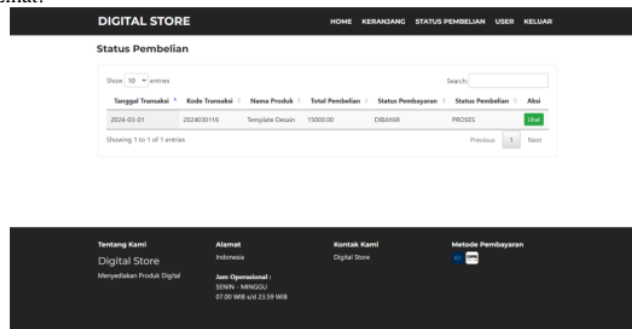 DIGITAL STORE HOME KERANJANG STATUS PEMBELIAN USER KELUAR
Status Pembelian
Show 10 entries Search:
Tanggal Transaksi Kode Transaksi Nama Produk Total Pembelian Status Pembayaran Status Pembelian Aksi
2024-03-01 2024030116 Template Desain 15000.00 DIBAYAR PROSES Lihat
Showing 1 to 1 of 1 entries Previous 1 Next
Tentang Kami Alamat Kontak Kami Metode Pembayaran
Digital Store Indonesia Digital Store
Menyediakan Produk Digital Jam Operasional :
SENIN - MINGGU
07.00 WIB s/d 23.59 WIB